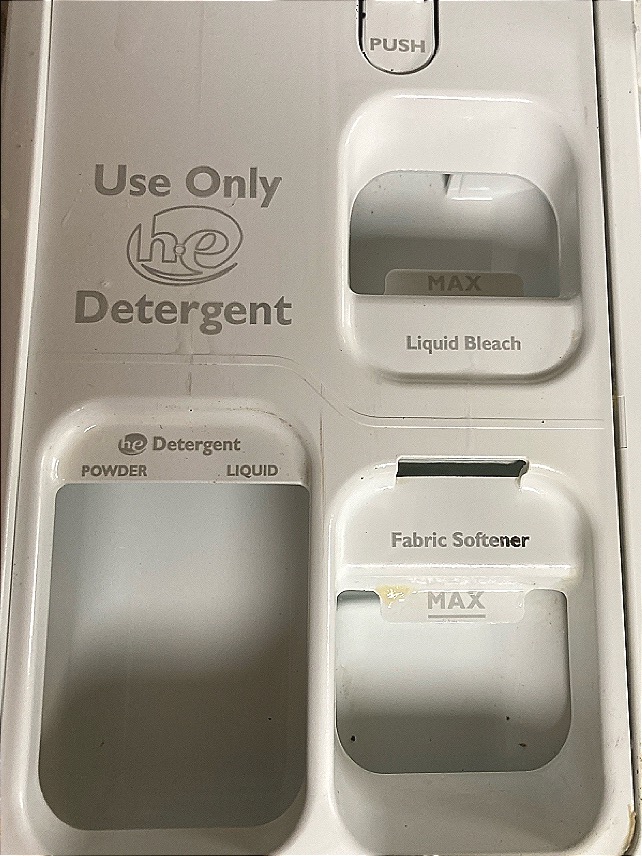 PUSH
Use Only
he
Detergent
MAX
Liquid Bleach
he Detergent
POWDER LIQUID
Fabric Softener
MAX